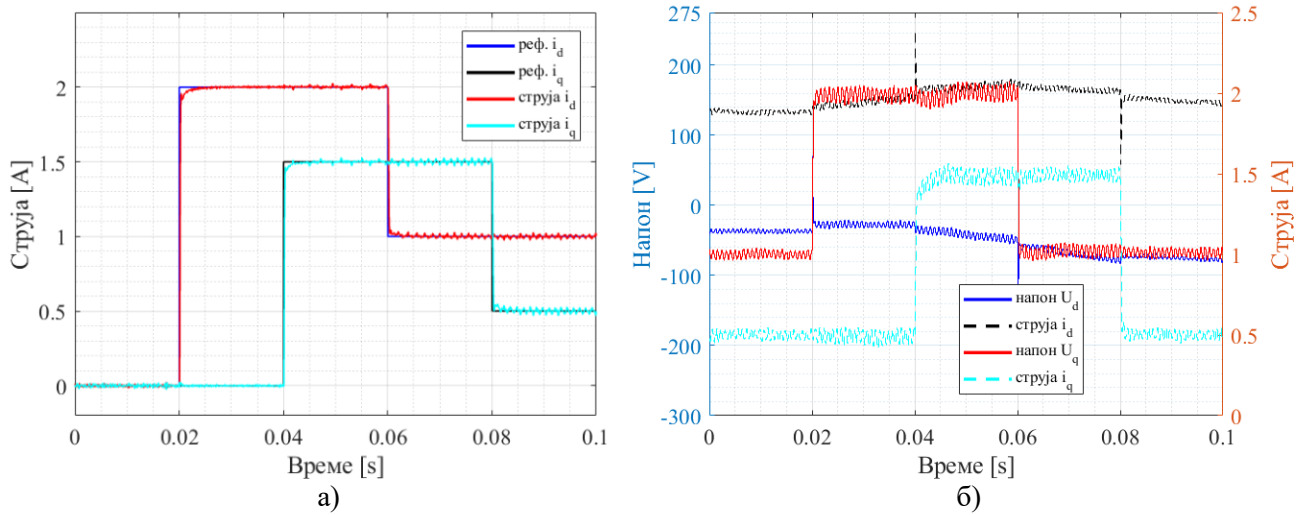 2
1.5
1
0.5
0
Струја [A]
0
0.02
0.04
0.06
0.08
0.1
Време [s]
реф. i_d
реф. i_q
струја i_d
струја i_q
а)
275
200
100
0
-100
-200
-300
Напон [V]
2.5
2
1.5
1
0.5
0
Струја [A]
0
0.02
0.04
0.06
0.08
0.1
Време [s]
напон U_d
струја i_d
напон U_q
струја i_q
б)